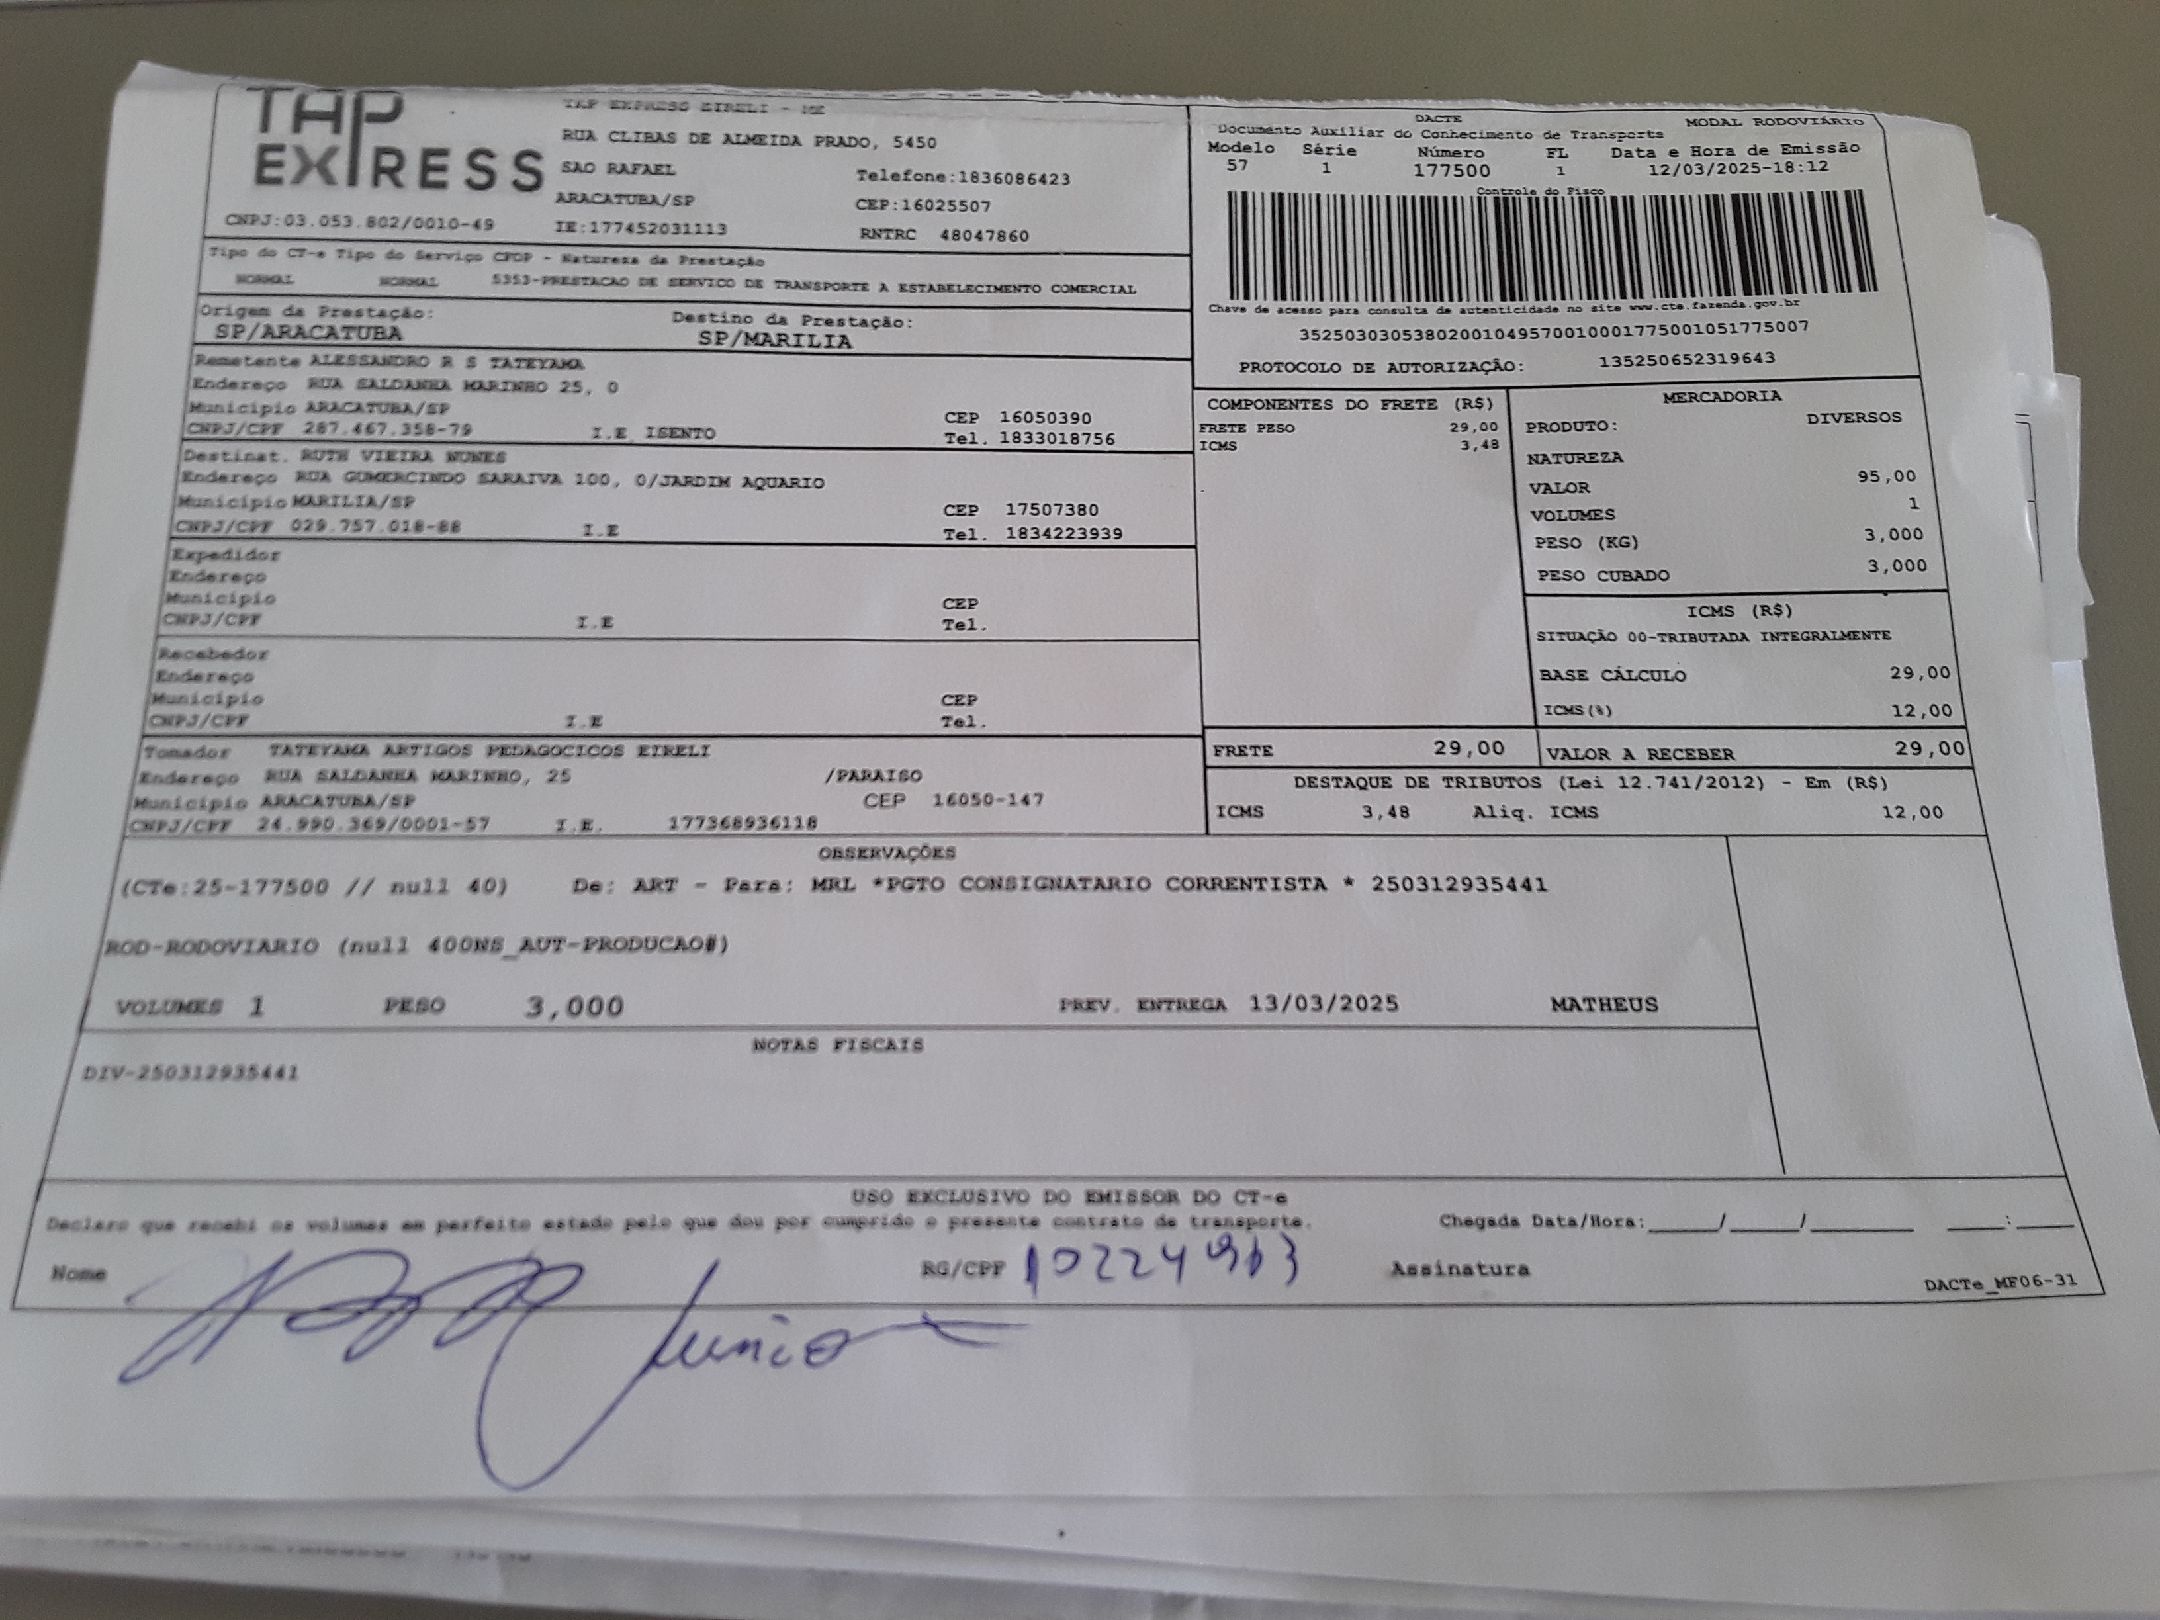 TAP EXPRESS
CNPJ:03.053.802/0010-49
TAP EXPRESS EIRELI - ME
RUA CLIBAS DE ALMEIDA PRADO, 5450
SAO RAFAEL Telefone:1836086423
ARACATUBA/SP CEP:16025507
IE:177452031113 RNTRC 48047860
DACTE MODAL RODOVIÁRIO
Documento Auxiliar do Conhecimento de Transporte
Modelo Série Número FL Data e Hora de Emissão
57 1 177500 1 12/03/2025-18:12
Controle do Fisco
Chave de acesso para consulta de autenticidade no site www.cte.fazenda.gov.br
35250303053802001049570010001775001051775007
PROTOCOLO DE AUTORIZAÇÃO: 135250652319643
Tipo do CT-e Tipo do Serviço CFOP - Natureza da Prestação
NORMAL NORMAL 5353-PRESTACAO DE SERVICO DE TRANSPORTE A ESTABELECIMENTO COMERCIAL
Origem da Prestação: Destino da Prestação:
SP/ARACATUBA SP/MARILIA
Remetente ALESSANDRO R S TATEYAMA
Endereço RUA SALDANHA MARINHO 25, 0
Município ARACATUBA/SP CEP 16050390
CNPJ/CPF 287.467.358-79 I.E ISENTO Tel. 1833018756
Destinat. RUTH VIEIRA NUNES
Endereço RUA GUMERCINDO SARAIVA 100, 0/JARDIM AQUARIO
Município MARILIA/SP CEP 17507380
CNPJ/CPF 029.757.018-88 I.E Tel. 1834223939
Expedidor
Endereço
Município CEP
CNPJ/CPF I.E Tel.
Recebedor
Endereço
Município CEP
CNPJ/CPF I.E Tel.
Tomador TATEYAMA ARTIGOS PEDAGOCICOS EIRELI
Endereço RUA SALDANHA MARINHO, 25 /PARAISO
Município ARACATUBA/SP CEP 16050-147
CNPJ/CPF 24.990.369/0001-57 I.E. 177368936118
COMPONENTES DO FRETE (R$)
FRETE PESO 29,00
ICMS 3,48
MERCADORIA
PRODUTO: DIVERSOS
NATUREZA
VALOR 95,00
VOLUMES 1
PESO (KG) 3,000
PESO CUBADO 3,000
ICMS (R$)
SITUAÇÃO 00-TRIBUTADA INTEGRALMENTE
BASE CÁLCULO 29,00
ICMS(%) 12,00
FRETE 29,00 VALOR A RECEBER 29,00
DESTAQUE DE TRIBUTOS (Lei 12.741/2012) - Em (R$)
ICMS 3,48 Aliq. ICMS 12,00
OBSERVAÇÕES
(CTe:25-177500 // null 40) De: ART - Para: MRL *PGTO CONSIGNATARIO CORRENTISTA * 250312935441
ROD-RODOVIARIO (null 400NS_AUT-PRODUCAO#)
VOLUMES 1 PESO 3,000 PREV. ENTREGA 13/03/2025 MATHEUS
NOTAS FISCAIS
DIV-250312935441
USO EXCLUSIVO DO EMISSOR DO CT-e
Declaro que recebi os volumes em perfeito estado pelo que dou por cumprido o presente contrato de transporte. Chegada Data/Hora:____/____/______ ___:____
Nome RG/CPF Assinatura
DACTe_MF06-31
Junior